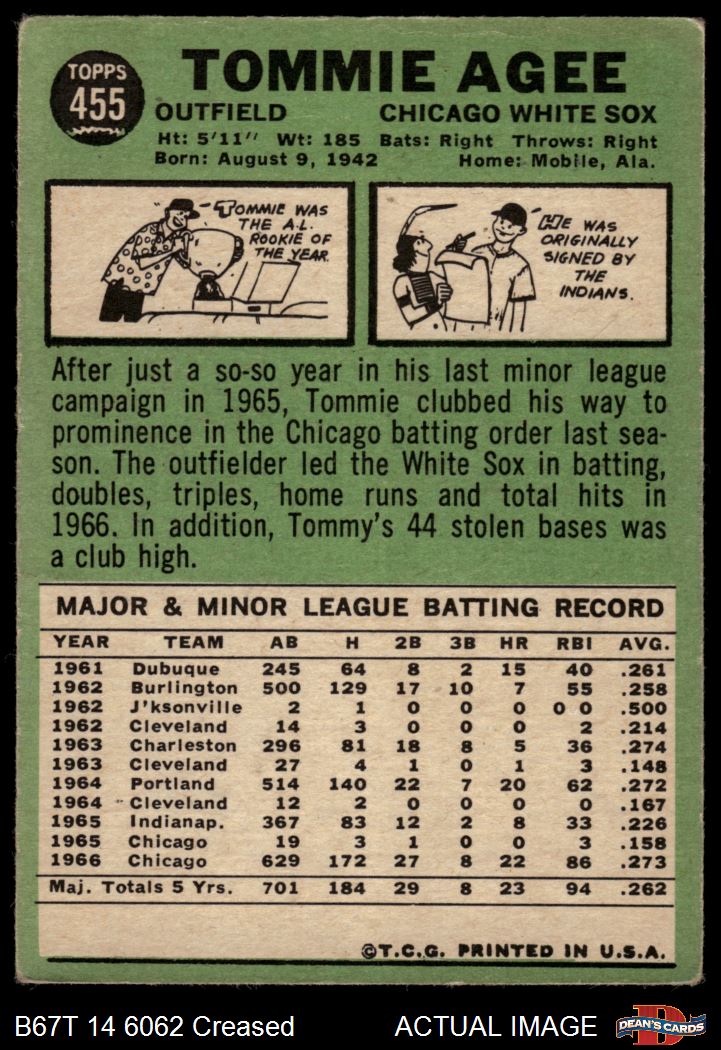 TOPPS
455
TOMMIE AGEE
OUTFIELD CHICAGO WHITE SOX
Ht: 5'11" Wt: 185 Bats: Right Throws: Right
Born: August 9, 1942 Home: Mobile, Ala.
TOMMIE WAS
THE A.L.
ROOKIE OF
THE YEAR.
HE WAS
ORIGINALLY
SIGNED BY
THE
INDIANS.
After just a so-so year in his last minor league
campaign in 1965, Tommie clubbed his way to
prominence in the Chicago batting order last sea-
son. The outfielder led the White Sox in batting,
doubles, triples, home runs and total hits in
1966. In addition, Tommy's 44 stolen bases was
a club high.
MAJOR & MINOR LEAGUE BATTING RECORD
YEAR TEAM AB H 2B 3B HR RBI AVG.
1961 Dubuque 245 64 8 2 15 40 .261
1962 Burlington 500 129 17 10 7 55 .258
1962 J'ksonville 2 1 0 0 0 0 0 .500
1962 Cleveland 14 3 0 0 0 2 .214
1963 Charleston 296 81 18 8 5 36 .274
1963 Cleveland 27 4 1 0 1 3 .148
1964 Portland 514 140 22 7 20 62 .272
1964 Cleveland 12 2 0 0 0 0 .167
1965 Indianap. 367 83 12 2 8 33 .226
1965 Chicago 19 3 1 0 0 3 .158
1966 Chicago 629 172 27 8 22 86 .273
Maj. Totals 5 Yrs. 701 184 29 8 23 94 .262
©T.C.G. PRINTED IN U.S.A.
B67T 14 6062 Creased ACTUAL IMAGE
D
DEAN'S CARDS